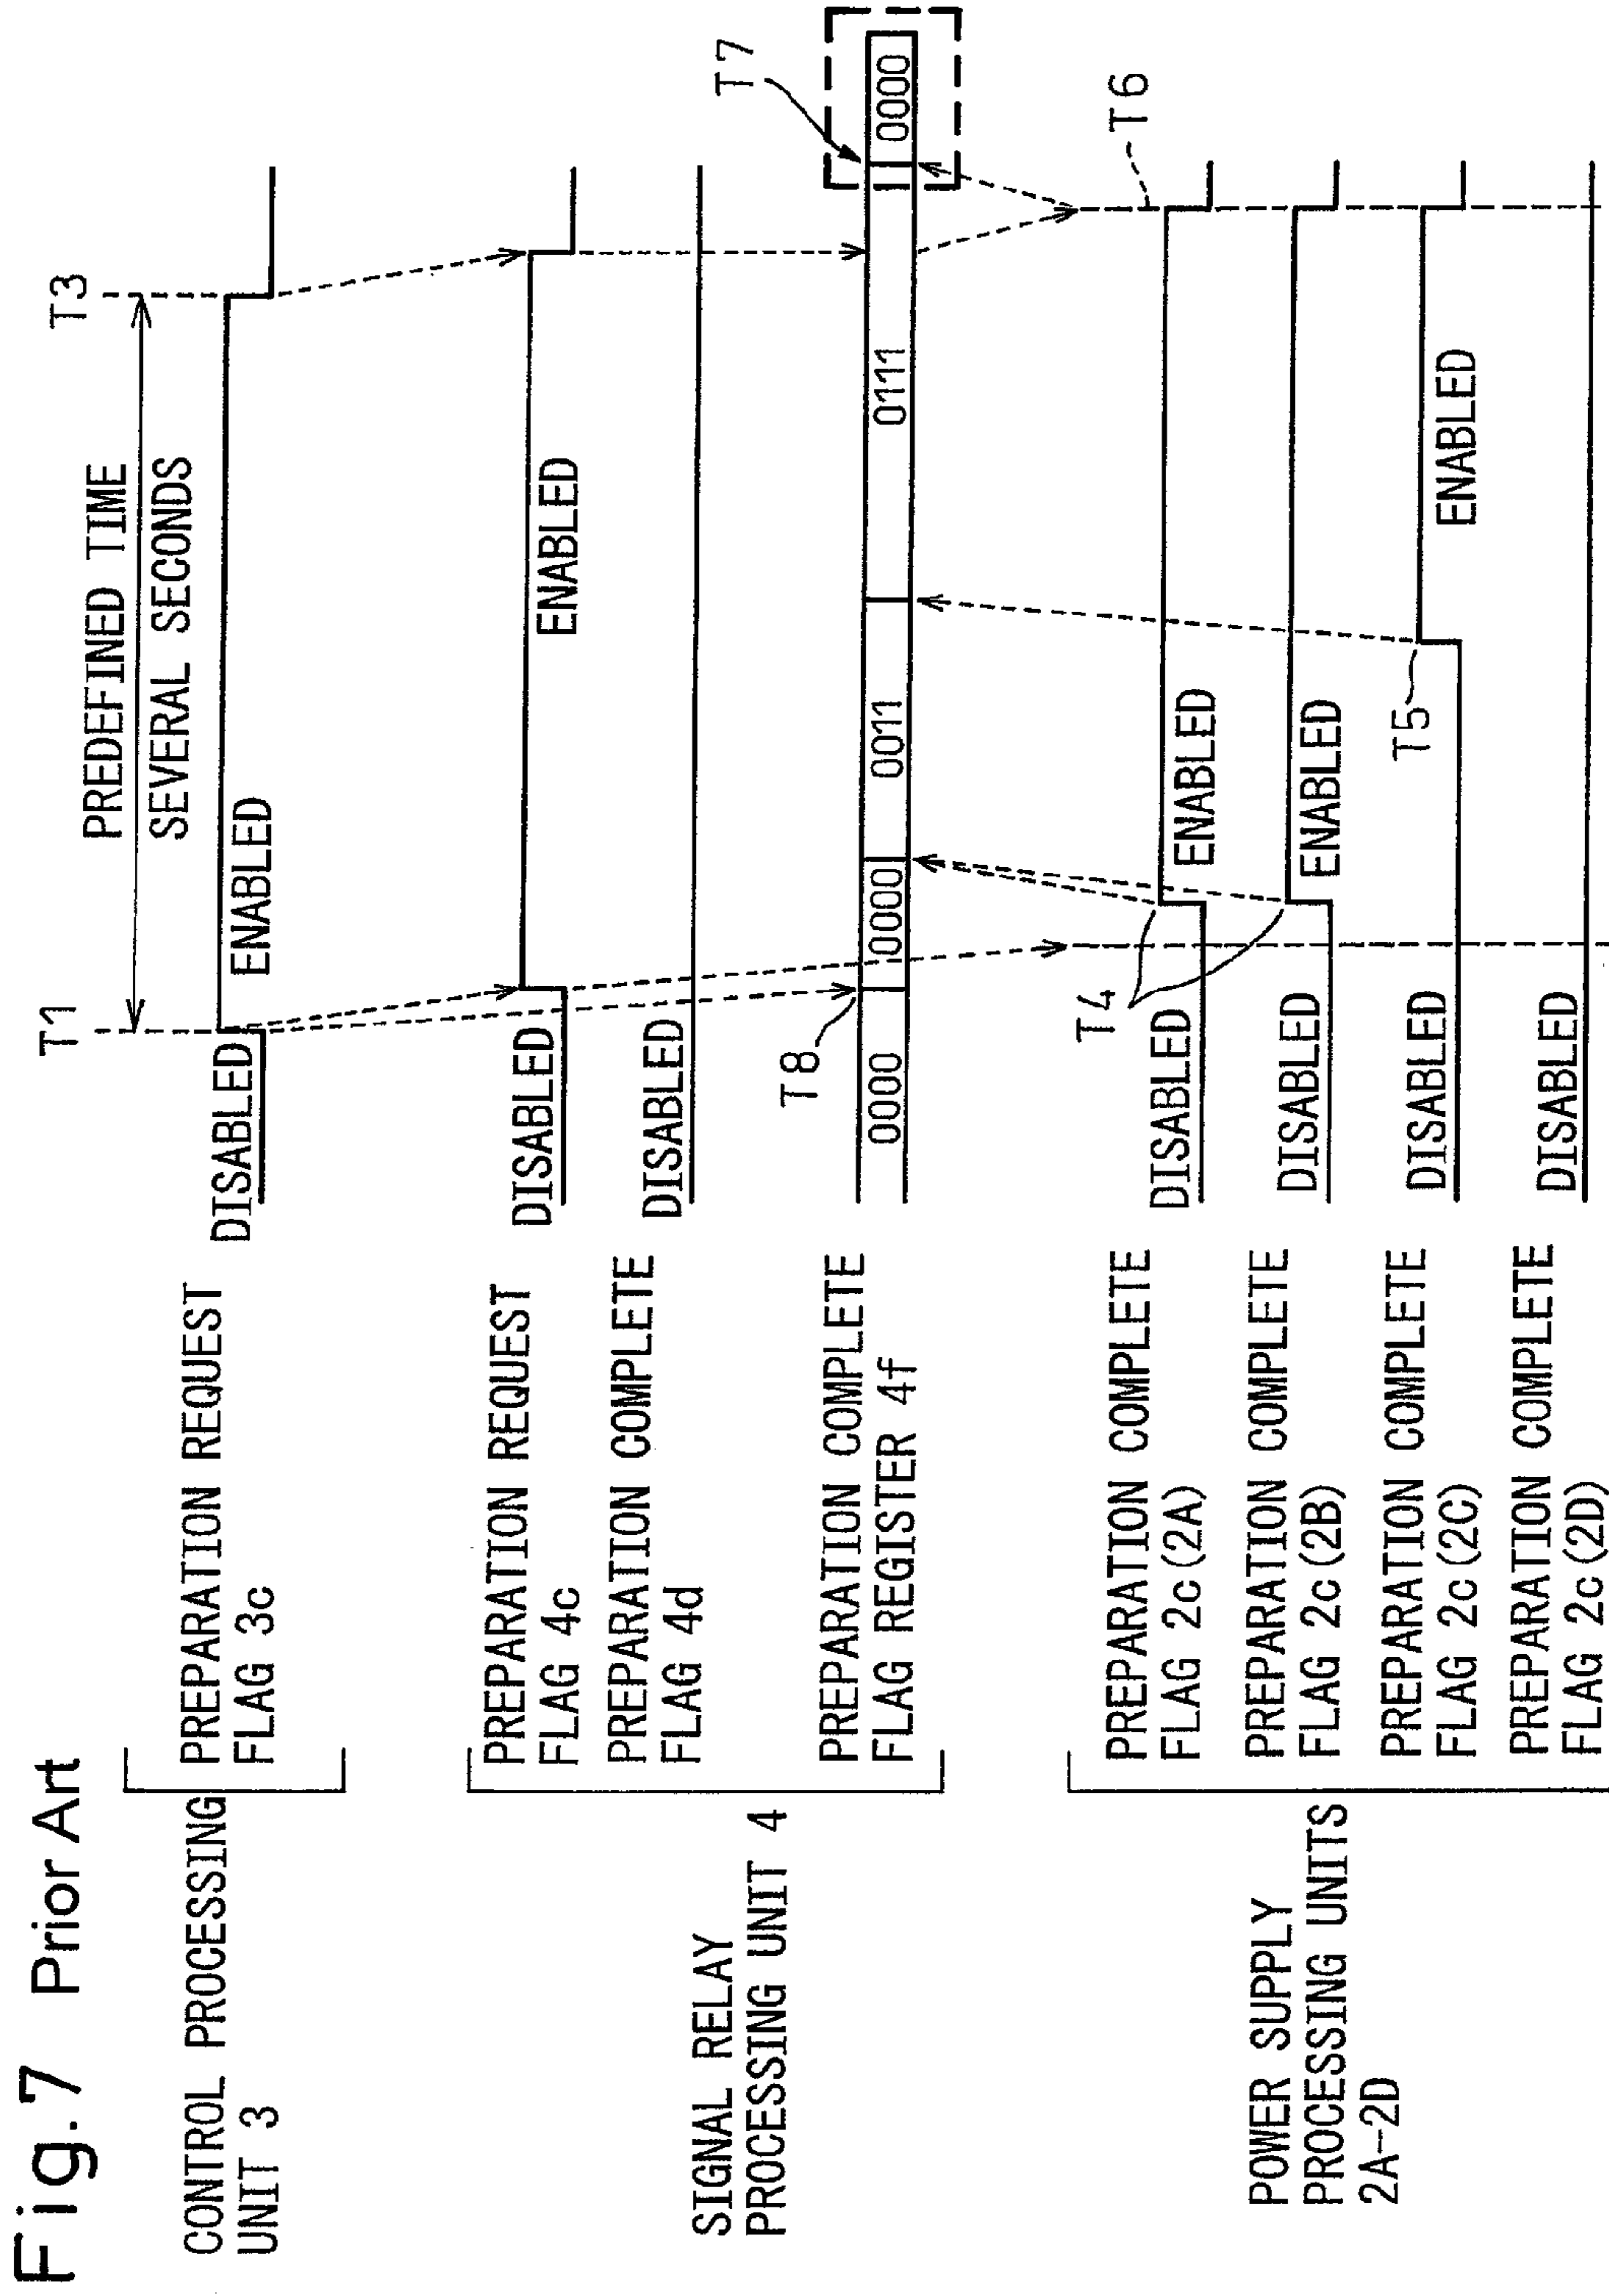 Fig.7 Prior Art
CONTROL PROCESSING
UNIT 3
PREPARATION REQUEST
FLAG 3c
DISABLED
T1
ENABLED
PREDEFINED TIME
SEVERAL SECONDS
T3
SIGNAL RELAY
PROCESSING UNIT 4
PREPARATION REQUEST
FLAG 4c
DISABLED
ENABLED
PREPARATION COMPLETE
FLAG 4d
DISABLED
PREPARATION COMPLETE
FLAG REGISTER 4f
0000
T8
0000
0011
0111
T7
0000
POWER SUPPLY
PROCESSING UNITS
2A-2D
PREPARATION COMPLETE
FLAG 2c(2A)
DISABLED
T4
ENABLED
T6
PREPARATION COMPLETE
FLAG 2c(2B)
DISABLED
ENABLED
PREPARATION COMPLETE
FLAG 2c(2C)
DISABLED
T5
ENABLED
PREPARATION COMPLETE
FLAG 2c(2D)
DISABLED